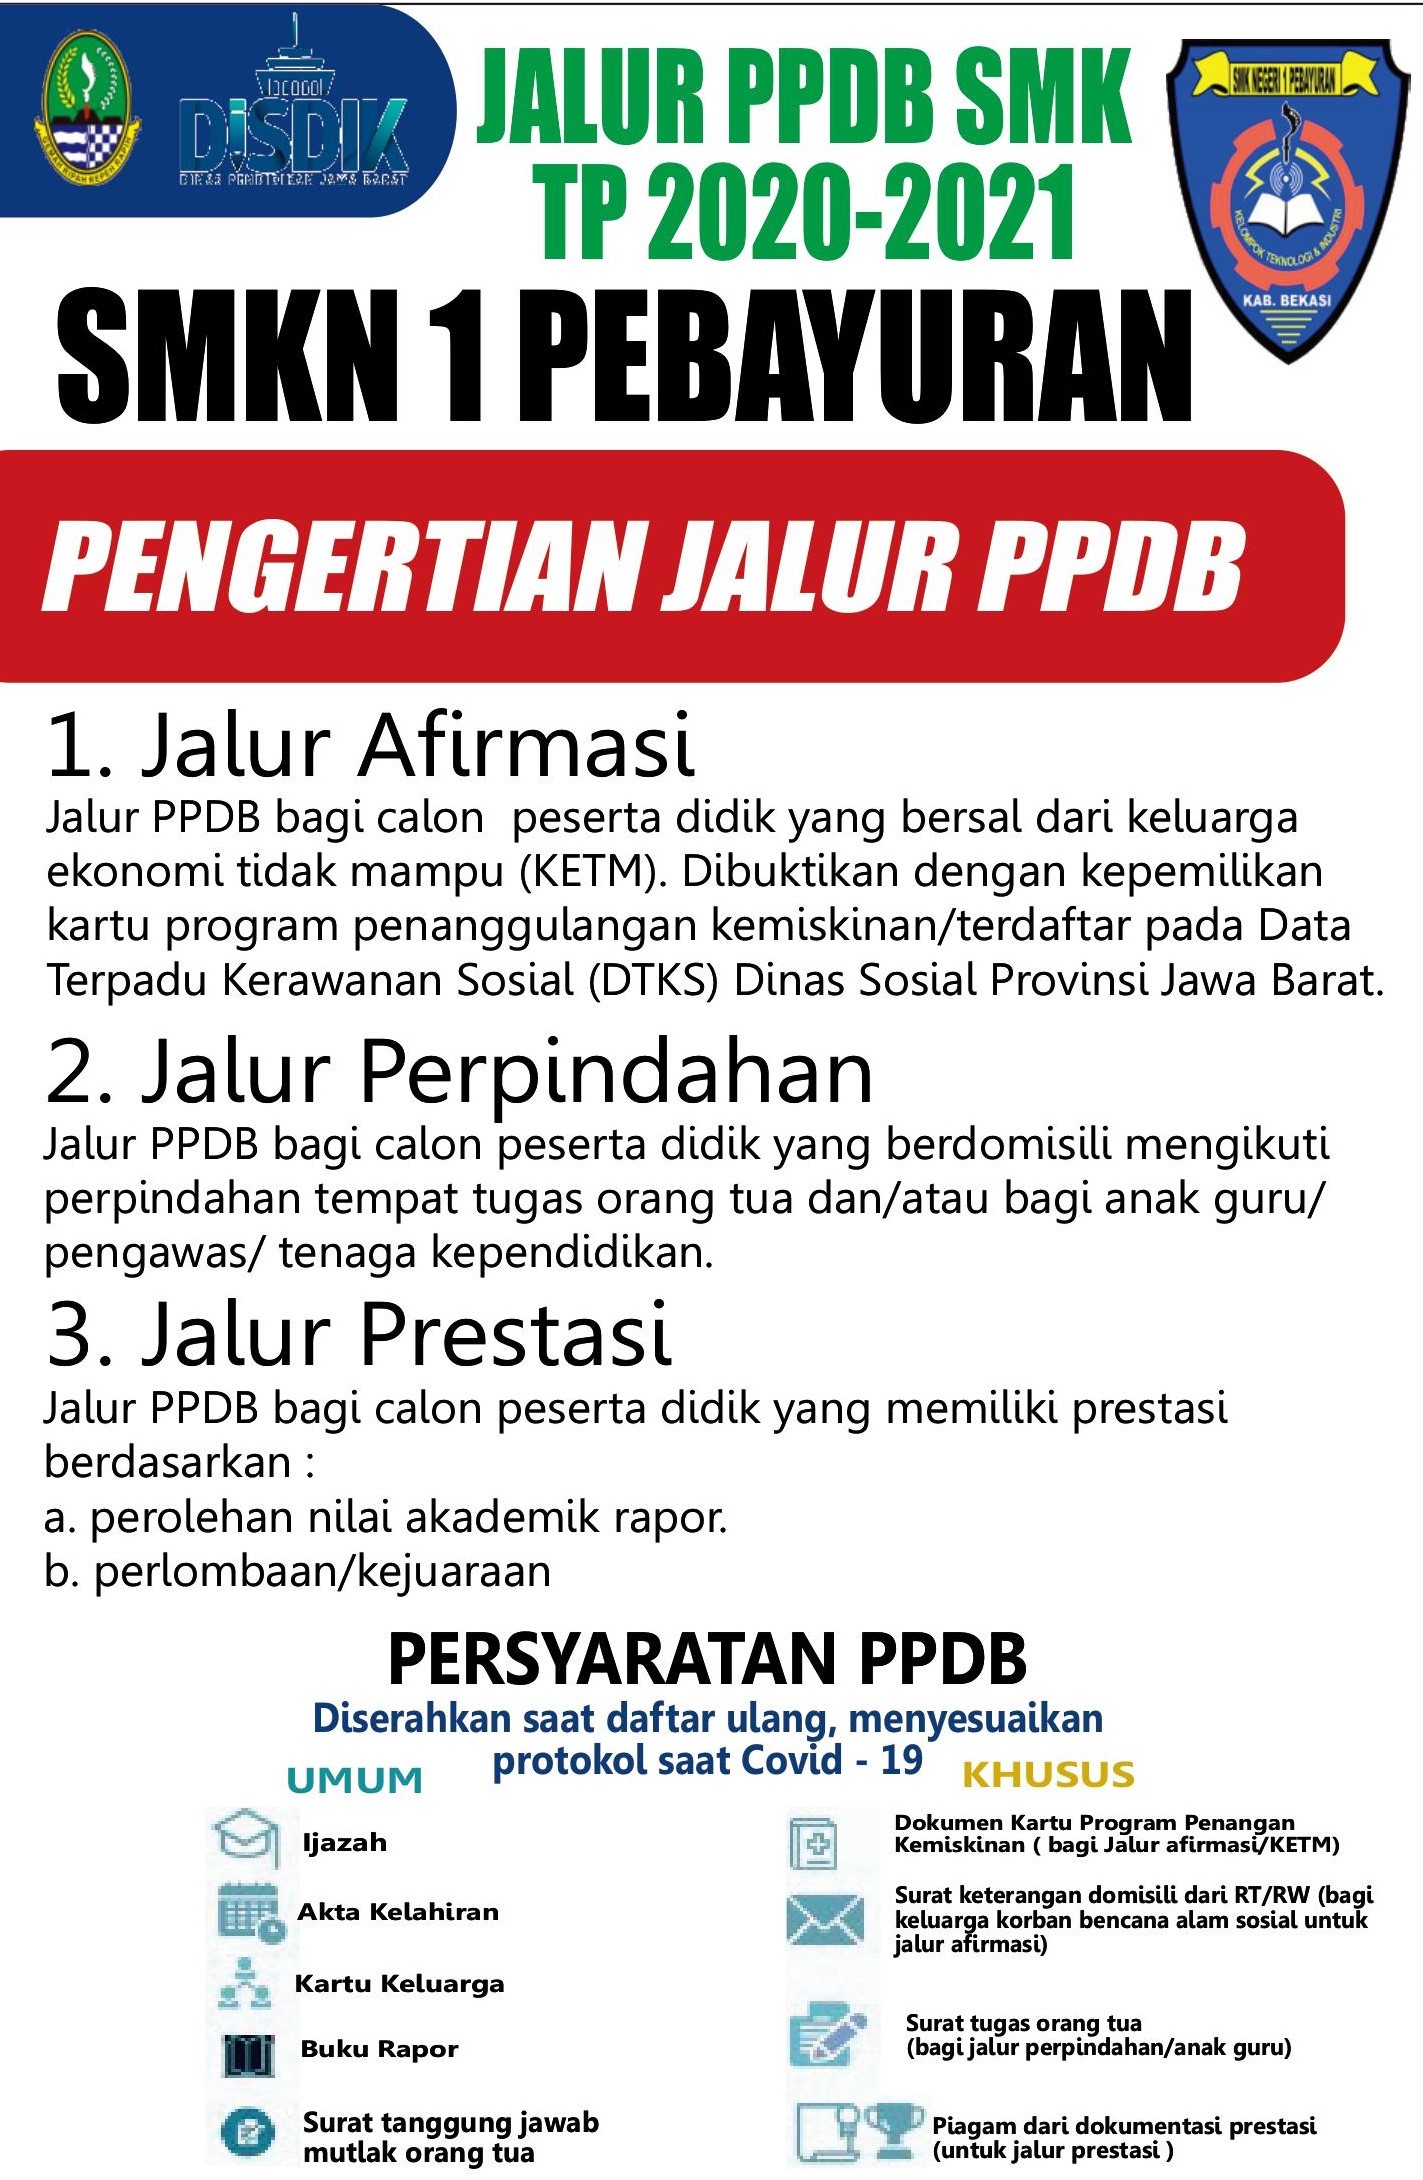 DISDIK
DINAS PENDIDIKAN JAWA BARAT
JALUR PPDB SMK
TP 2020-2021
SMK NEGERI 1 PEBAYURAN
KELOMPOK TEKNOLOGI & INDUSTRI
KAB. BEKASI
SMKN 1 PEBAYURAN
PENGERTIAN JALUR PPDB
1. Jalur Afirmasi
Jalur PPDB bagi calon peserta didik yang bersal dari keluarga
ekonomi tidak mampu (KETM). Dibuktikan dengan kepemilikan
kartu program penanggulangan kemiskinan/terdaftar pada Data
Terpadu Kerawanan Sosial (DTKS) Dinas Sosial Provinsi Jawa Barat.
2. Jalur Perpindahan
Jalur PPDB bagi calon peserta didik yang berdomisili mengikuti
perpindahan tempat tugas orang tua dan/atau bagi anak guru/
pengawas/ tenaga kependidikan.
3. Jalur Prestasi
Jalur PPDB bagi calon peserta didik yang memiliki prestasi
berdasarkan :
a. perolehan nilai akademik rapor.
b. perlombaan/kejuaraan
PERSYARATAN PPDB
Diserahkan saat daftar ulang, menyesuaikan
protokol saat Covid - 19
UMUM
Ijazah
Akta Kelahiran
Kartu Keluarga
Buku Rapor
Surat tanggung jawab
mutlak orang tua
KHUSUS
Dokumen Kartu Program Penangan
Kemiskinan ( bagi Jalur afirmasi/KETM)
Surat keterangan domisili dari RT/RW (bagi
keluarga korban bencana alam sosial untuk
jalur afirmasi)
Surat tugas orang tua
(bagi jalur perpindahan/anak guru)
Piagam dari dokumentasi prestasi
(untuk jalur prestasi )